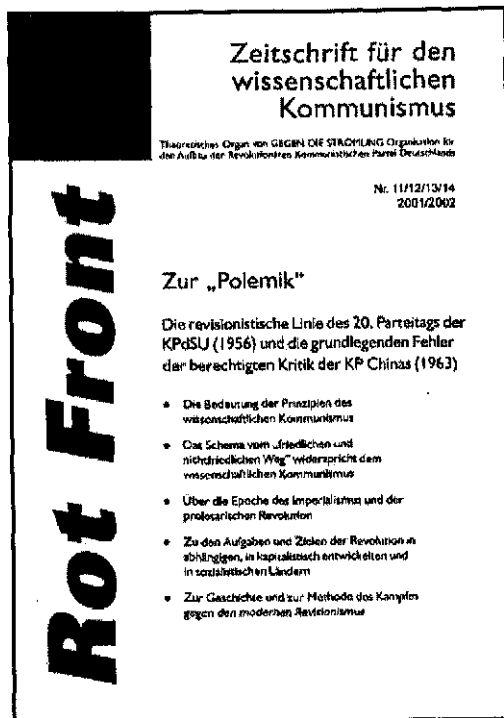 Zeitschrift für den
wissenschaftlichen
Kommunismus
Theoretisches Organ von GEGEN DIE STRÖMUNG Organisation für
den Aufbau der Revolutionären Kommunistischen Partei Deutschlands
Nr. 11/12/13/14
2001/2002
Rot Front
Zur „Polemik“
Die revisionistische Linie des 20. Parteitags der
KPdSU (1956) und die grundlegenden Fehler
der berechtigten Kritik der KP Chinas (1963)
• Die Bedeutung der Prinzipien des
wissenschaftlichen Kommunismus
• Das Schema vom „friedlichen und
nichtfriedlichen Weg“ widerspricht dem
wissenschaftlichen Kommunismus
• Über die Epoche des Imperialismus und der
proletarischen Revolution
• Zu den Aufgaben und Zielen der Revolution in
abhängigen, in kapitalistisch entwickelten und
in sozialistischen Ländern
• Zur Geschichte und zur Methode des Kampfes
gegen den modernen Revisionismus